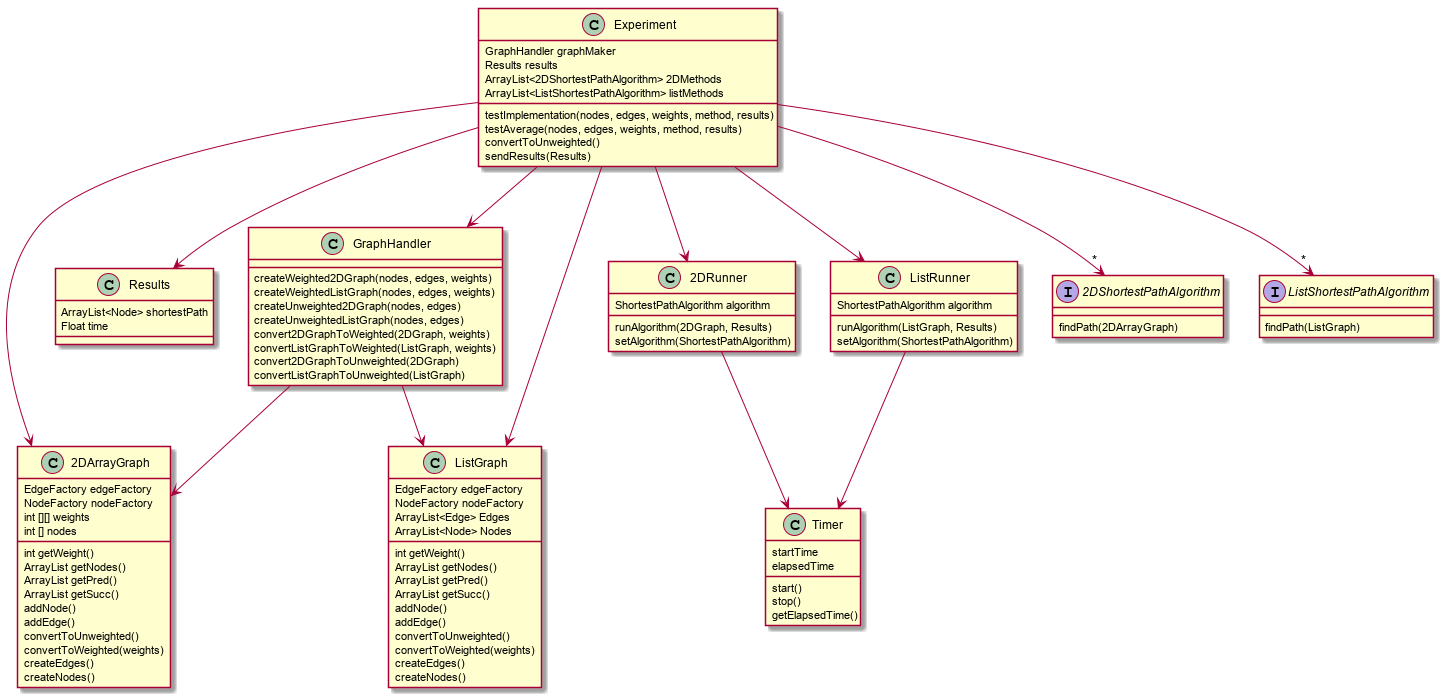 C Experiment
GraphHandler graphMaker
Results results
ArrayList<2DShortestPathAlgorithm> 2DMethods
ArrayList<ListShortestPathAlgorithm> listMethods
testImplementation(nodes, edges, weights, method, results)
testAverage(nodes, edges, weights, method, results)
convertToUnweighted()
sendResults(Results)
*
*
C Results
ArrayList<Node> shortestPath
Float time
C GraphHandler
createWeighted2DGraph(nodes, edges, weights)
createWeightedListGraph(nodes, edges, weights)
createUnweighted2DGraph(nodes, edges)
createUnweightedListGraph(nodes, edges)
convert2DGraphToWeighted(2DGraph, weights)
convertListGraphToWeighted(ListGraph, weights)
convert2DGraphToUnweighted(2DGraph)
convertListGraphToUnweighted(ListGraph)
C 2DRunner
ShortestPathAlgorithm algorithm
runAlgorithm(2DGraph, Results)
setAlgorithm(ShortestPathAlgorithm)
C ListRunner
ShortestPathAlgorithm algorithm
runAlgorithm(ListGraph, Results)
setAlgorithm(ShortestPathAlgorithm)
I 2DShortestPathAlgorithm
findPath(2DArrayGraph)
I ListShortestPathAlgorithm
findPath(ListGraph)
C 2DArrayGraph
EdgeFactory edgeFactory
NodeFactory nodeFactory
int [][] weights
int [] nodes
int getWeight()
ArrayList getNodes()
ArrayList getPred()
ArrayList getSucc()
addNode()
addEdge()
convertToUnweighted()
convertToWeighted(weights)
createEdges()
createNodes()
C ListGraph
EdgeFactory edgeFactory
NodeFactory nodeFactory
ArrayList<Edge> Edges
ArrayList<Node> Nodes
int getWeight()
ArrayList getNodes()
ArrayList getPred()
ArrayList getSucc()
addNode()
addEdge()
convertToUnweighted()
convertToWeighted(weights)
createEdges()
createNodes()
C Timer
startTime
elapsedTime
start()
stop()
getElapsedTime()